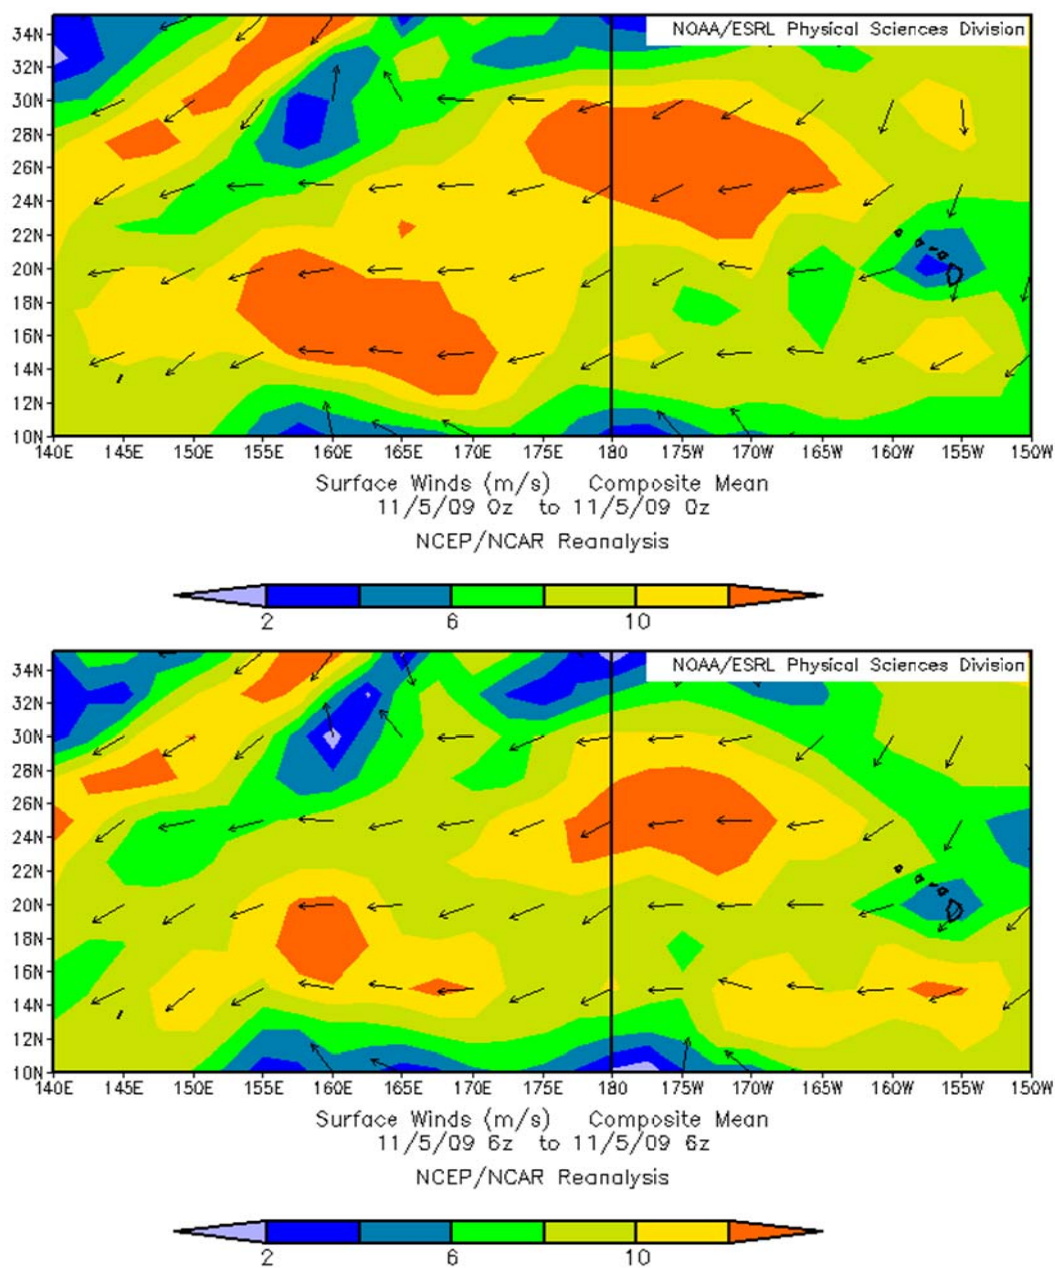 NOAA/ESRL Physical Sciences Division
34N
32N
30N
28N
26N
24N
22N
20N
18N
16N
14N
12N
10N
140E 145E 150E 155E 160E 165E 170E 175E 180 175W 170W 165W 160W 155W 150W
Surface Winds (m/s) Composite Mean
11/5/09 0z to 11/5/09 0z
NCEP/NCAR Reanalysis
2 6 10
NOAA/ESRL Physical Sciences Division
34N
32N
30N
28N
26N
24N
22N
20N
18N
16N
14N
12N
10N
140E 145E 150E 155E 160E 165E 170E 175E 180 175W 170W 165W 160W 155W 150W
Surface Winds (m/s) Composite Mean
11/5/09 6z to 11/5/09 6z
NCEP/NCAR Reanalysis
2 6 10